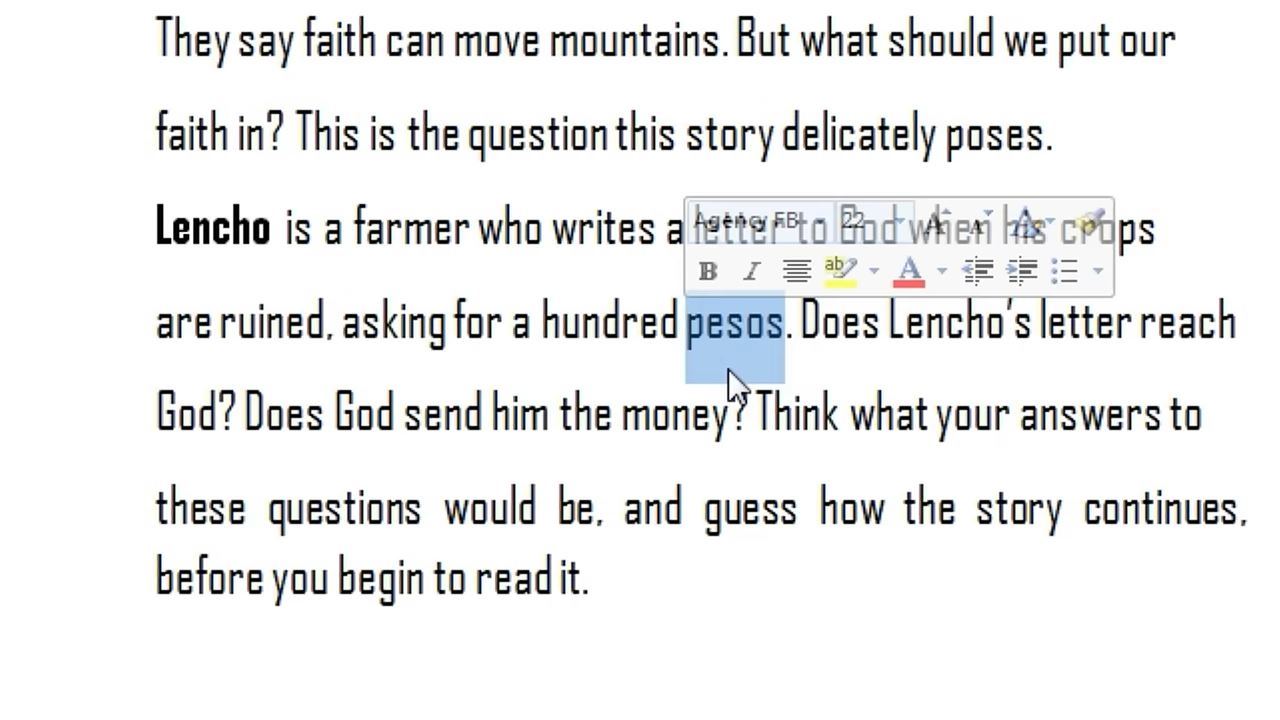 They say faith can move mountains. But what should we put our
faith in? This is the question this story delicately poses.
Lencho is a farmer who writes a letter to God when his crops
Agency FB 22
are ruined, asking for a hundred pesos. Does Lencho's letter reach
God? Does God send him the money? Think what your answers to
these questions would be, and guess how the story continues,
before you begin to read it.